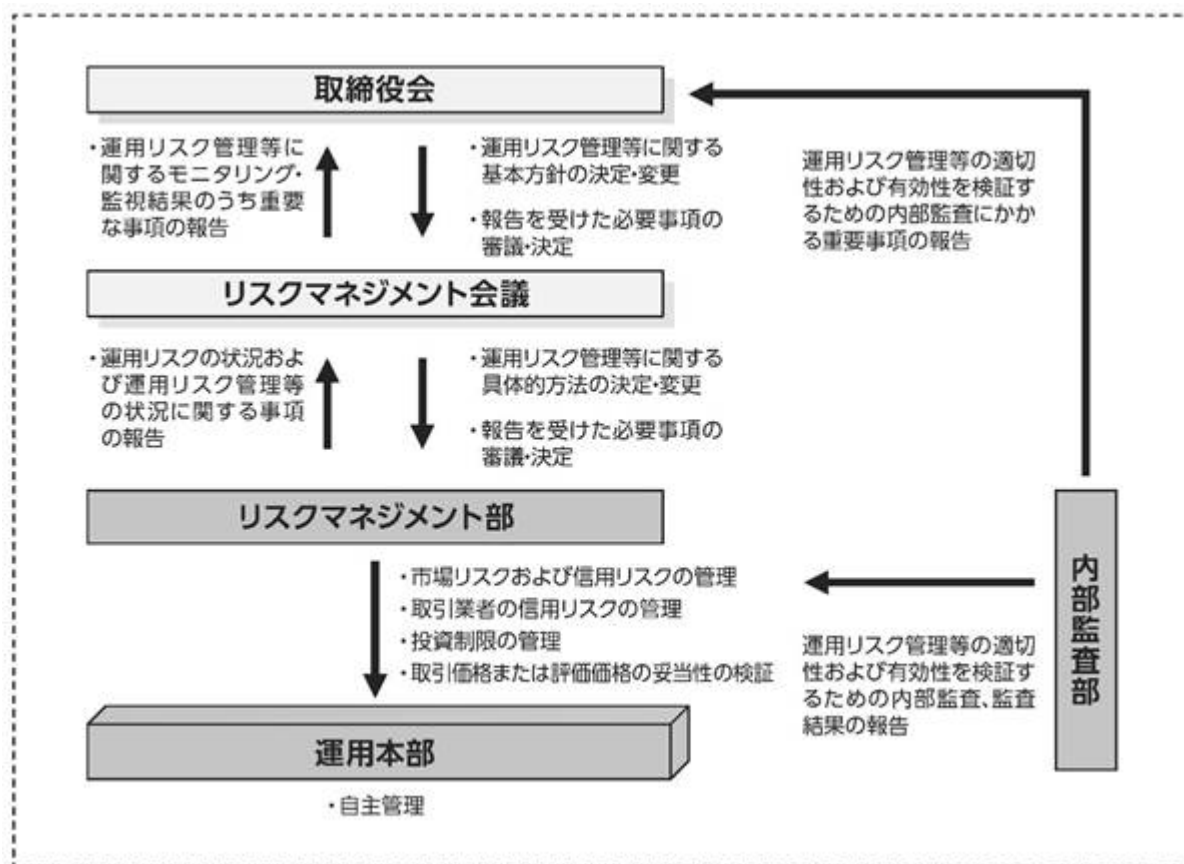 取締役会
・運用リスク管理等に
関するモニタリング・
監視結果のうち重要
な事項の報告
・運用リスク管理等に関する
基本方針の決定・変更
・報告を受けた必要事項の
審議・決定
運用リスク管理等の適切
性および有効性を検証す
るための内部監査にかか
る重要事項の報告
リスクマネジメント会議
・運用リスクの状況およ
び運用リスク管理等
の状況に関する事項
の報告
・運用リスク管理等に関する
具体的方法の決定・変更
・報告を受けた必要事項の
審議・決定
リスクマネジメント部
・市場リスクおよび信用リスクの管理
・取引業者の信用リスクの管理
・投資制限の管理
・取引価格または評価価格の妥当性の検証
運用リスク管理等の適切
性および有効性を検証す
るための内部監査、監査
結果の報告
内部監査部
運用本部
・自主管理